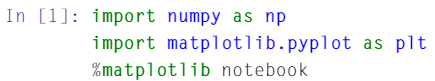 In [1]: import numpy as np
import matplotlib.pyplot as plt
%matplotlib notebook